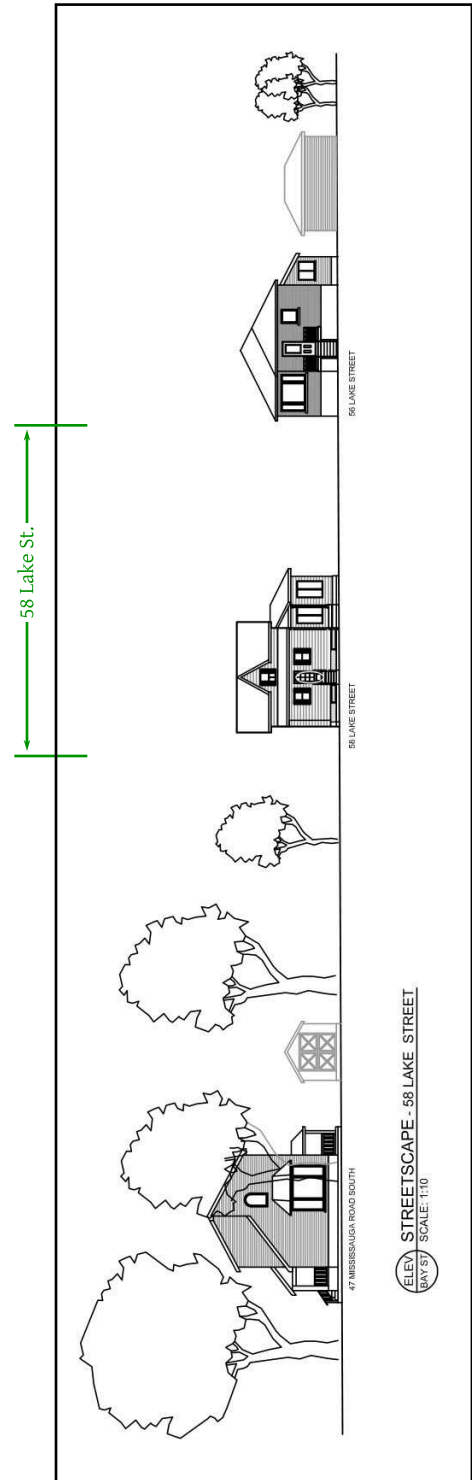 58 Lake St.
47 MISSISSAUGA ROAD SOUTH
58 LAKE STREET
56 LAKE STREET
ELEV
BAY ST
STREETSCAPE - 58 LAKE STREET
SCALE: 1:10